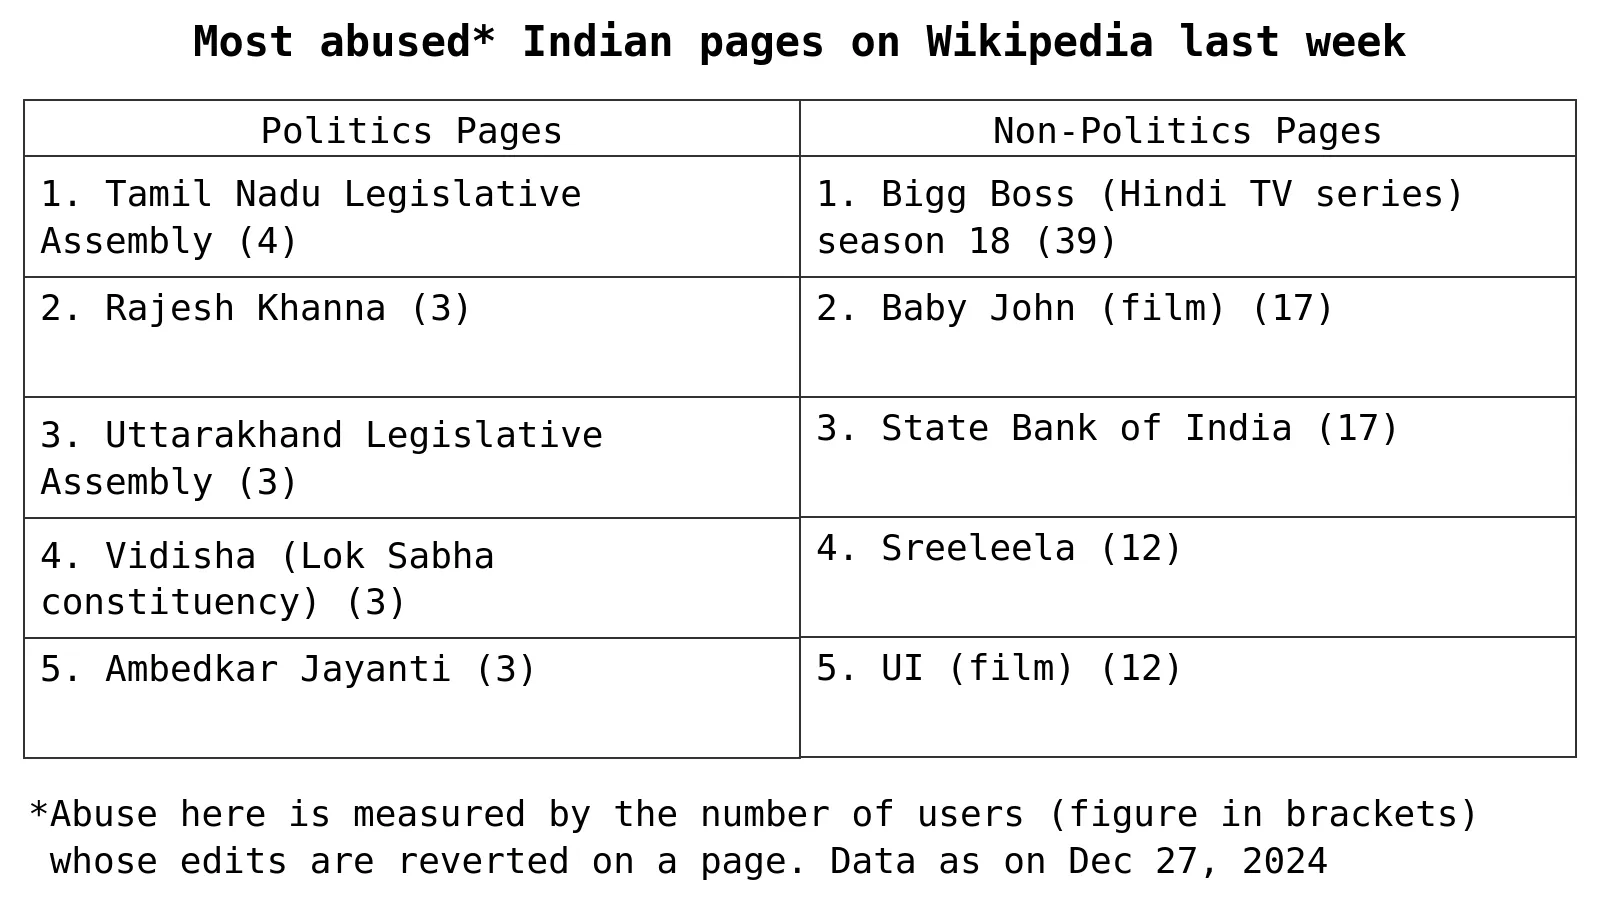 Most abused* Indian pages on Wikipedia last week
Politics Pages
Non-Politics Pages
1. Tamil Nadu Legislative
Assembly (4)
1. Bigg Boss (Hindi TV series)
season 18 (39)
2. Rajesh Khanna (3)
2. Baby John (film) (17)
3. Uttarakhand Legislative
Assembly (3)
3. State Bank of India (17)
4. Vidisha (Lok Sabha
constituency) (3)
4. Sreeleela (12)
5. Ambedkar Jayanti (3)
5. UI (film) (12)
*Abuse here is measured by the number of users (figure in brackets)
whose edits are reverted on a page. Data as on Dec 27, 2024